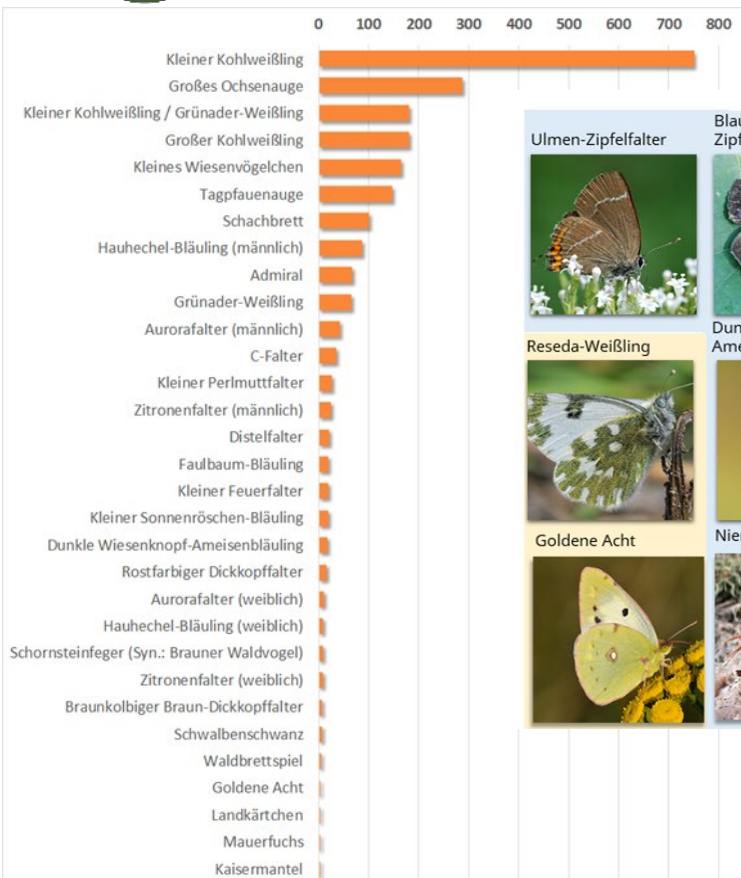 0 100 200 300 400 500 600 700 800
Kleiner Kohlweißling
Großes Ochsenauge
Kleiner Kohlweißling / Grünader-Weißling
Großer Kohlweißling
Kleines Wiesenvögelchen
Tagpfauenauge
Schachbrett
Hauhechel-Bläuling (männlich)
Admiral
Grünader-Weißling
Aurorafalter (männlich)
C-Falter
Kleiner Perlmuttfalter
Zitronenfalter (männlich)
Distelfalter
Faulbaum-Bläuling
Kleiner Feuerfalter
Kleiner Sonnenröschen-Bläuling
Dunkle Wiesenknopf-Ameisenbläuling
Rostfarbiger Dickkopffalter
Aurorafalter (weiblich)
Hauhechel-Bläuling (weiblich)
Schornsteinfeger (Syn.: Brauner Waldvogel)
Zitronenfalter (weiblich)
Braunkolbiger Braun-Dickkopffalter
Schwalbenschwanz
Waldbrettspiel
Goldene Acht
Landkärtchen
Mauerfuchs
Kaisermantel
Ulmen-Zipfelfalter
Reseda-Weißling
Goldene Acht